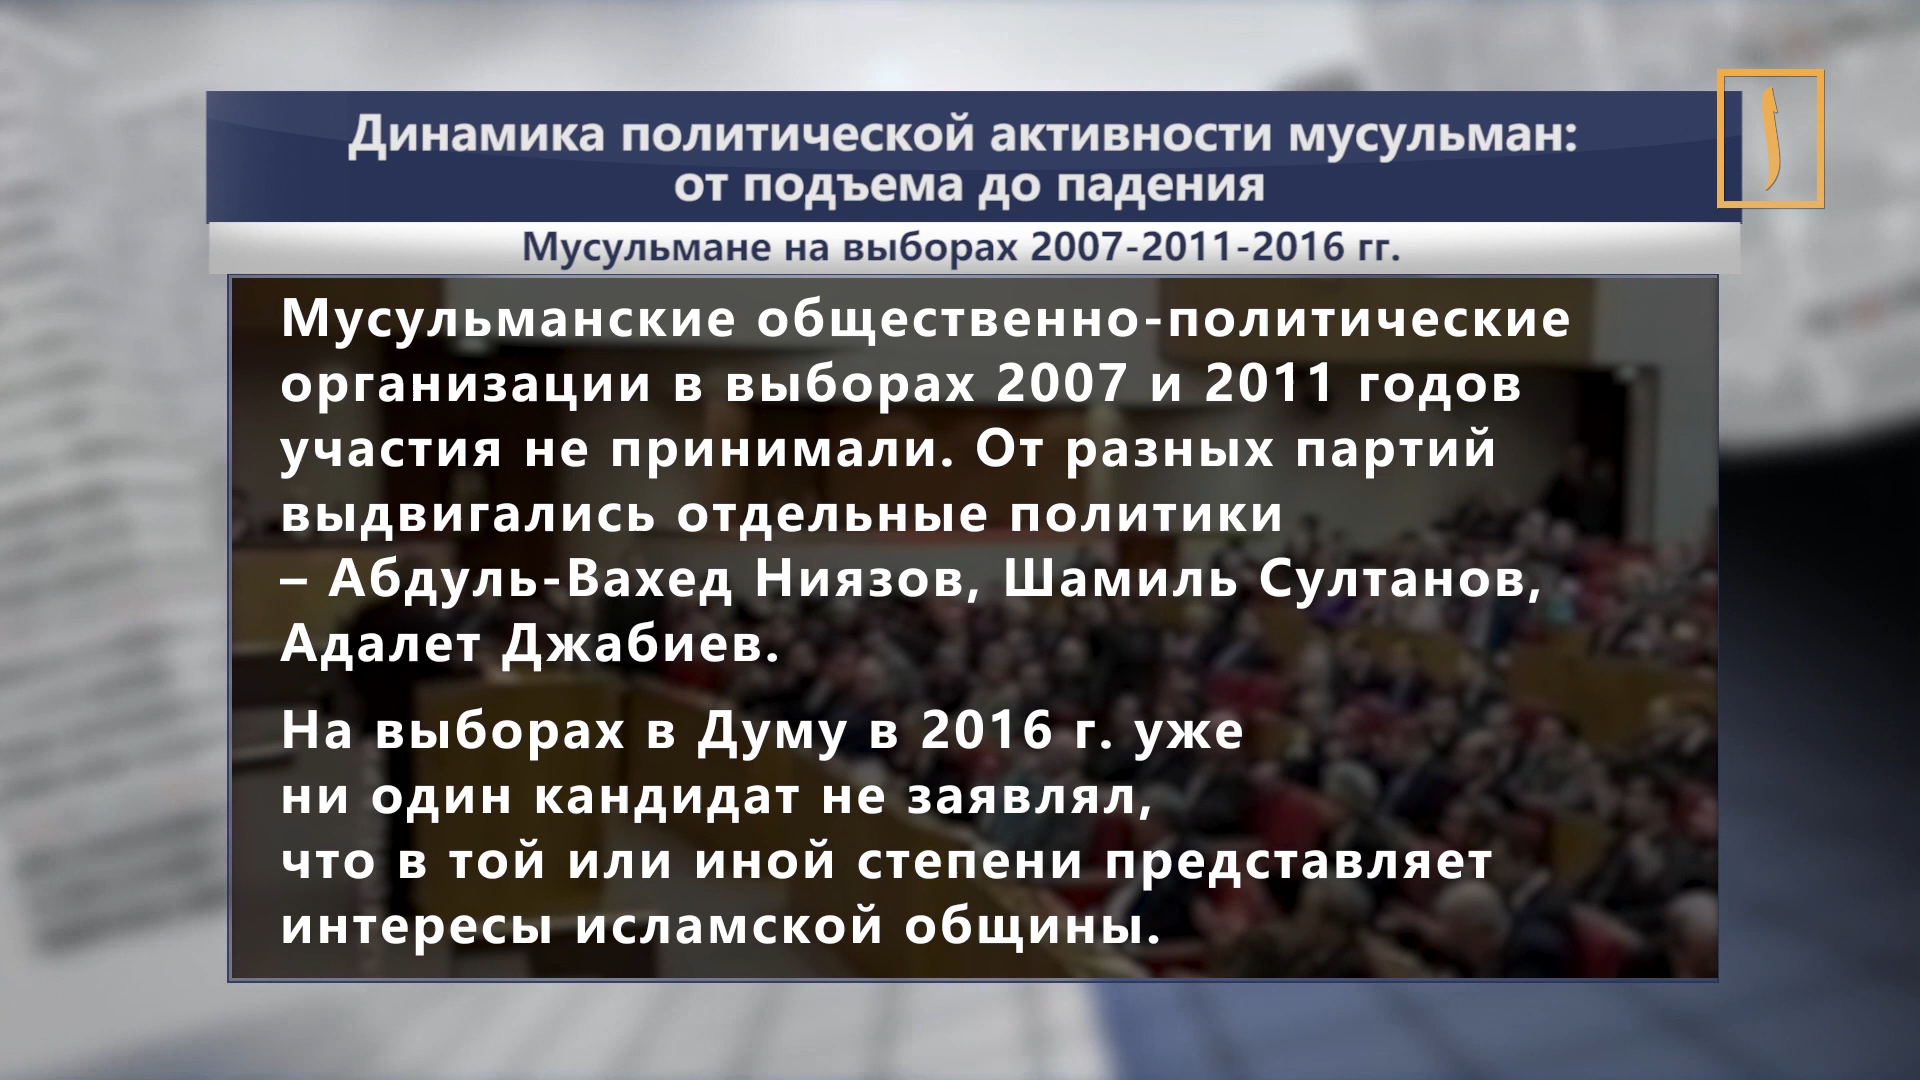 Динамика политической активности мусульман:
от подъема до падения
Мусульмане на выборах 2007-2011-2016 гг.
Мусульманские общественно-политические
организации в выборах 2007 и 2011 годов
участия не принимали. От разных партий
выдвигались отдельные политики
– Абдуль-Вахед Ниязов, Шамиль Султанов,
Адалет Джабиев.
На выборах в Думу в 2016 г. уже
ни один кандидат не заявлял,
что в той или иной степени представляет
интересы исламской общины.